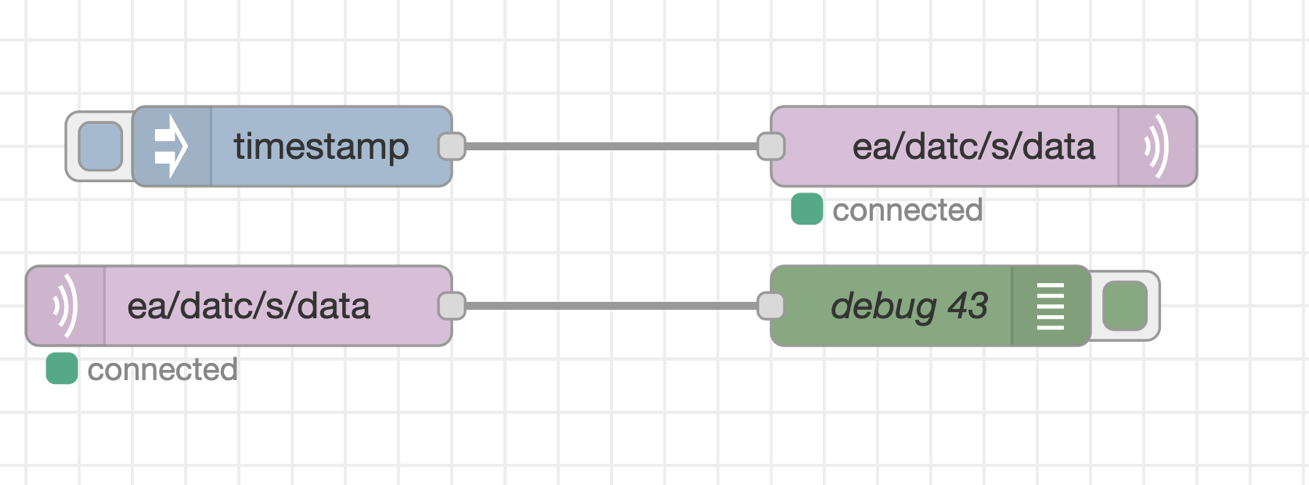 timestamp
ea/datc/s/data
connected
ea/datc/s/data
debug 43
connected